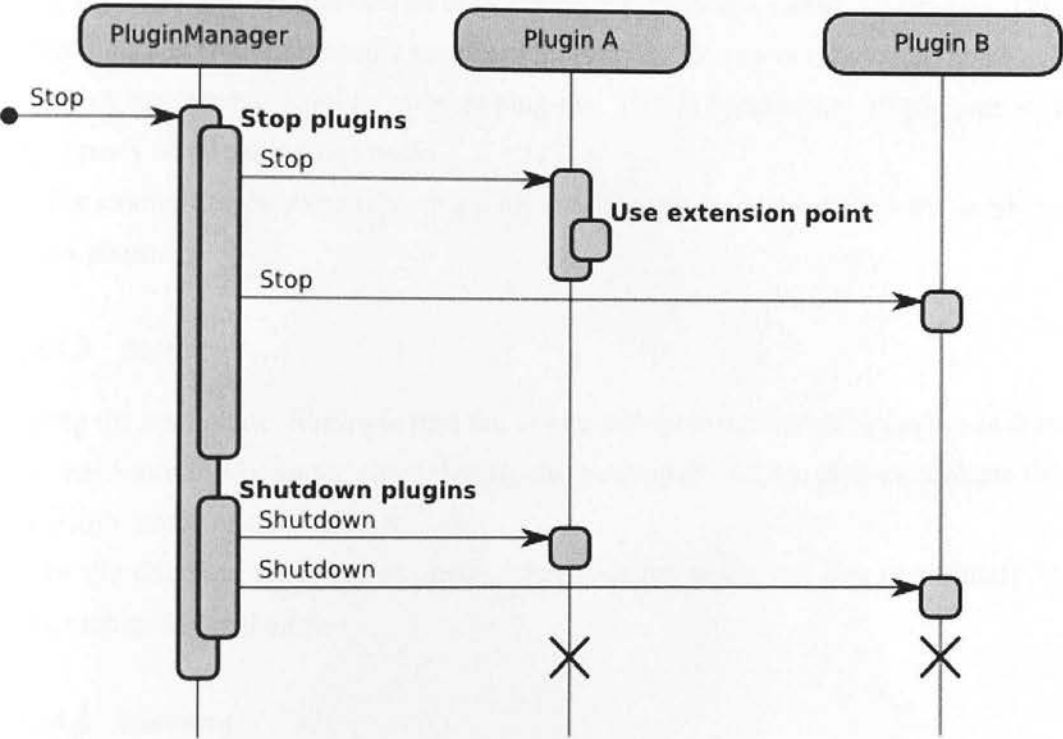 PluginManager
Plugin A
Plugin B
Stop
Stop plugins
Stop
Use extension point
Stop
Shutdown plugins
Shutdown
Shutdown